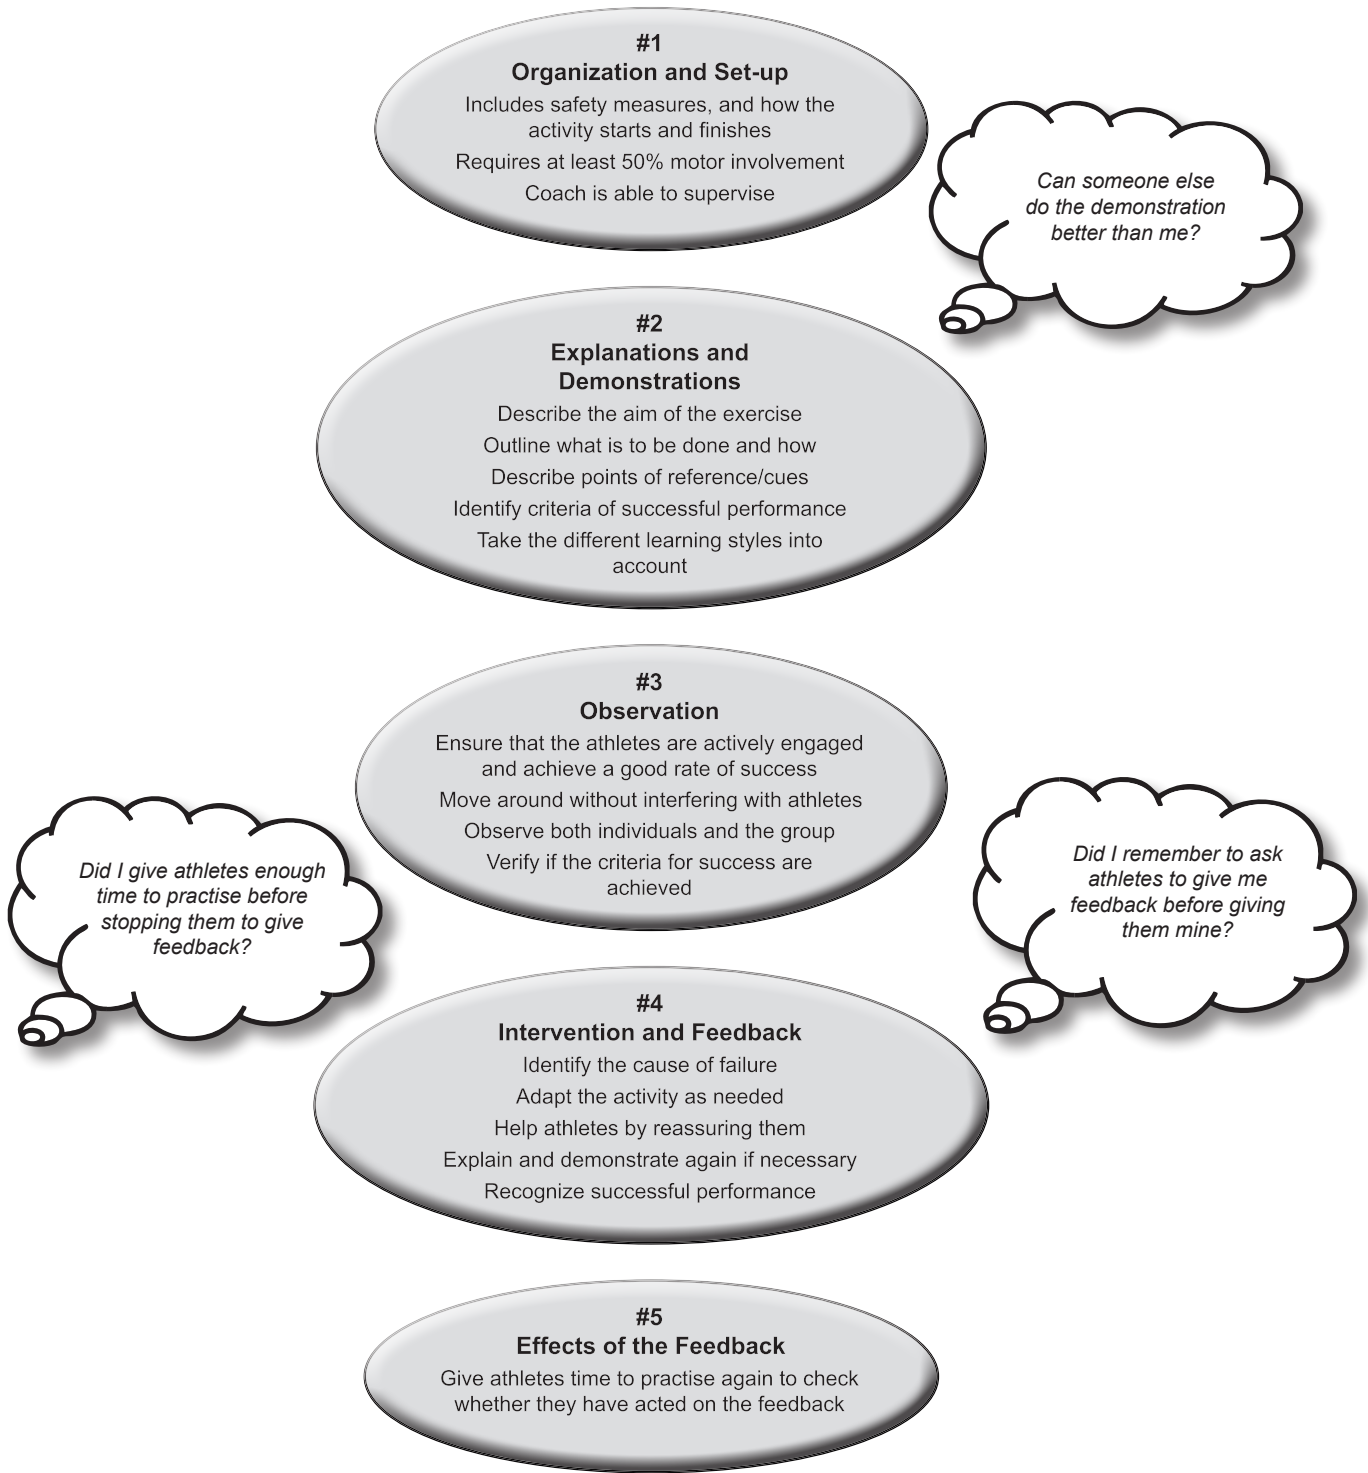 #1
Organization and Set-up
Includes safety measures, and how the
activity starts and finishes
Requires at least 50% motor involvement
Coach is able to supervise
Can someone else
do the demonstration
better than me?
#2
Explanations and
Demonstrations
Describe the aim of the exercise
Outline what is to be done and how
Describe points of reference/cues
Identify criteria of successful performance
Take the different learning styles into
account
#3
Observation
Ensure that the athletes are actively engaged
and achieve a good rate of success
Move around without interfering with athletes
Observe both individuals and the group
Verify if the criteria for success are
achieved
Did I give athletes enough
time to practise before
stopping them to give
feedback?
Did I remember to ask
athletes to give me
feedback before giving
them mine?
#4
Intervention and Feedback
Identify the cause of failure
Adapt the activity as needed
Help athletes by reassuring them
Explain and demonstrate again if necessary
Recognize successful performance
#5
Effects of the Feedback
Give athletes time to practise again to check
whether they have acted on the feedback